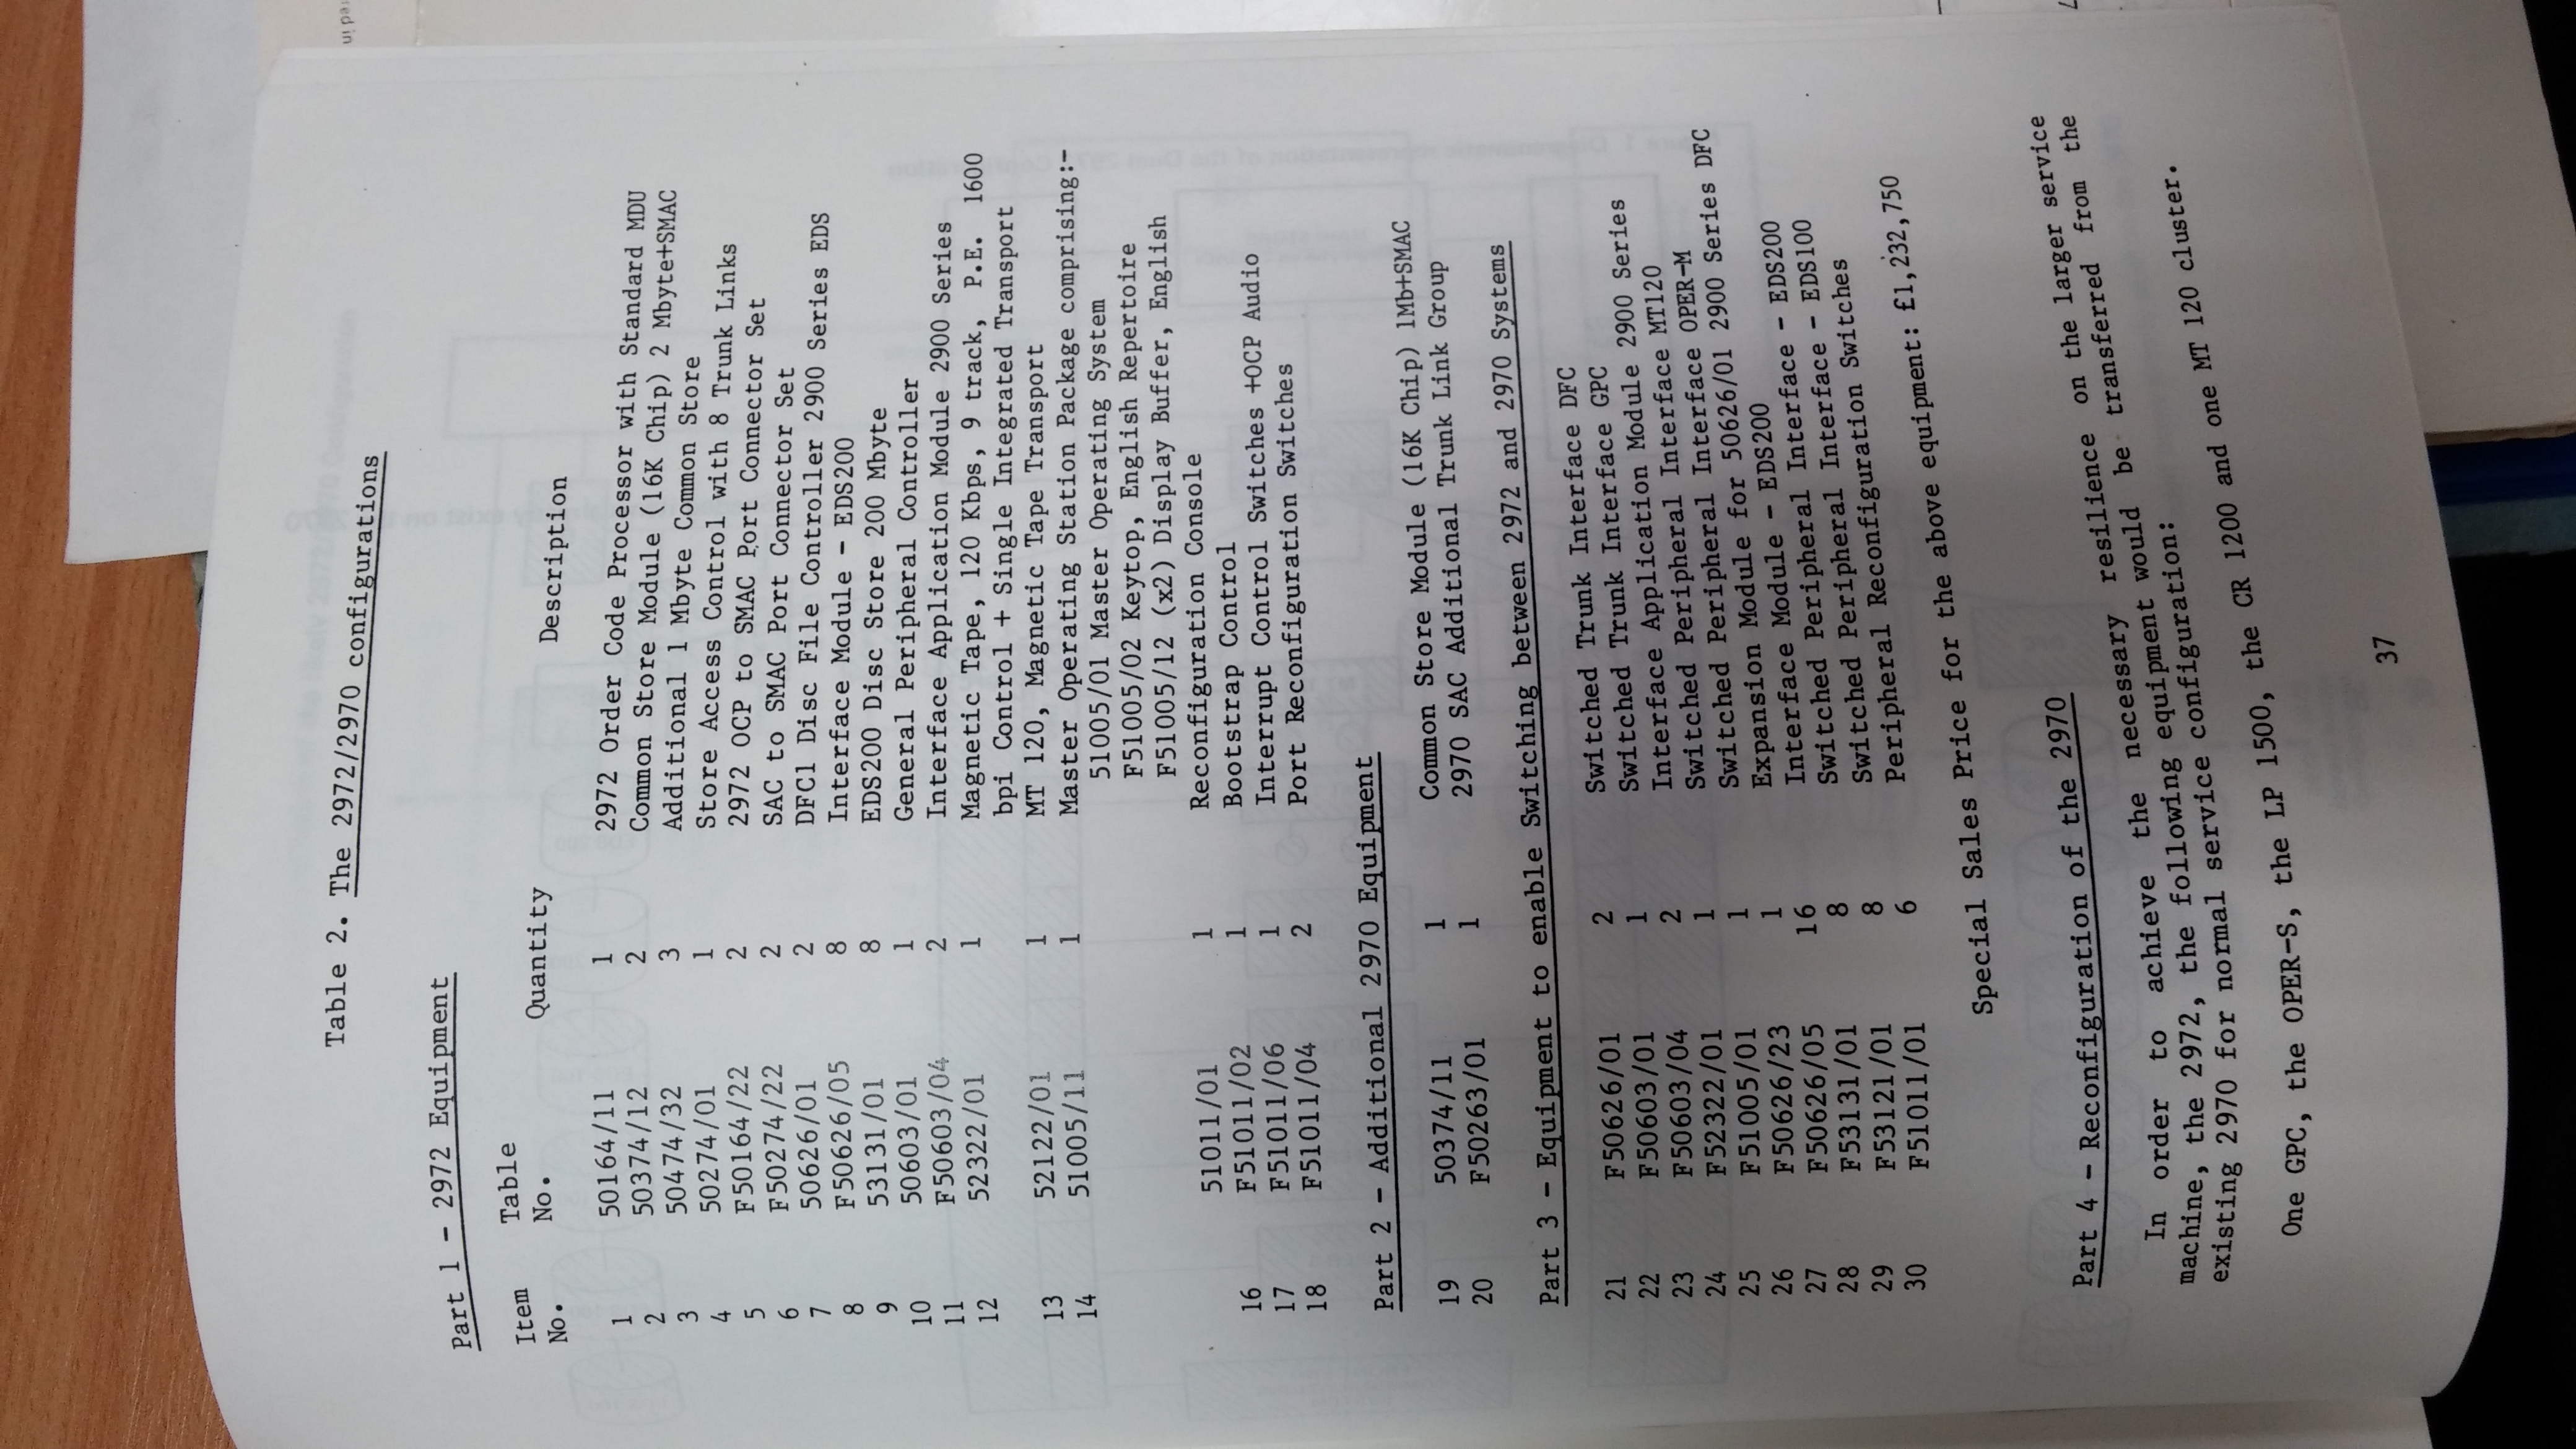 Table 2. The 2972/2970 configurations
Part 1 - 2972 Equipment
Item Table Quantity Description
No. No.
1 50164/11 1 2972 Order Code Processor with Standard MDU
2 50374/12 2 Common Store Module (16K Chip) 2 Mbyte+SMAC
3 50474/32 3 Additional 1 Mbyte Common Store
4 50274/01 1 Store Access Control with 8 Trunk Links
5 F50164/22 2 2972 OCP to SMAC Port Connector Set
6 F50274/22 2 SAC to SMAC Port Connector Set
7 50626/01 2 DFC1 Disc File Controller 2900 Series EDS
8 F50626/05 8 Interface Module - EDS200
9 53131/01 8 EDS200 Disc Store 200 Mbyte
10 50603/01 1 General Peripheral Controller
11 F50603/04 2 Interface Application Module 2900 Series
12 52322/01 1 Magnetic Tape, 120 Kbps, 9 track, P.E. 1600
bpi Control + Single Integrated Transport
13 52122/01 1 MT 120, Magnetic Tape Transport
14 51005/11 1 Master Operating Station Package comprising:-
51005/01 Master Operating System
F51005/02 Keytop, English Repertoire
F51005/12 (x2) Display Buffer, English
51011/01 1 Reconfiguration Console
16 F51011/02 1 Bootstrap Control
17 F51011/06 1 Interrupt Control Switches +OCP Audio
18 F51011/04 2 Port Reconfiguration Switches
Part 2 - Additional 2970 Equipment
19 50374/11 1 Common Store Module (16K Chip) 1Mb+SMAC
20 F50263/01 1 2970 SAC Additional Trunk Link Group
Part 3 - Equipment to enable Switching between 2972 and 2970 Systems
21 F50626/01 2 Switched Trunk Interface DFC
22 F50603/01 1 Switched Trunk Interface GPC
23 F50603/04 2 Interface Application Module 2900 Series
24 F52322/01 1 Switched Peripheral Interface MT120
25 F51005/01 1 Switched Peripheral Interface OPER-M
26 F50626/23 1 Expansion Module for 50626/01 2900 Series DFC
27 F50626/05 16 Interface Module - EDS200
28 F53131/01 8 Switched Peripheral Interface - EDS200
29 F53121/01 8 Switched Peripheral Interface - EDS100
30 F51011/01 6 Peripheral Reconfiguration Switches
Special Sales Price for the above equipment: £1,232,750
Part 4 - Reconfiguration of the 2970
In order to achieve the necessary resilience on the larger service
machine, the 2972, the following equipment would be transferred from the
existing 2970 for normal service configuration:
One GPC, the OPER-S, the LP 1500, the CR 1200 and one MT 120 cluster.
37